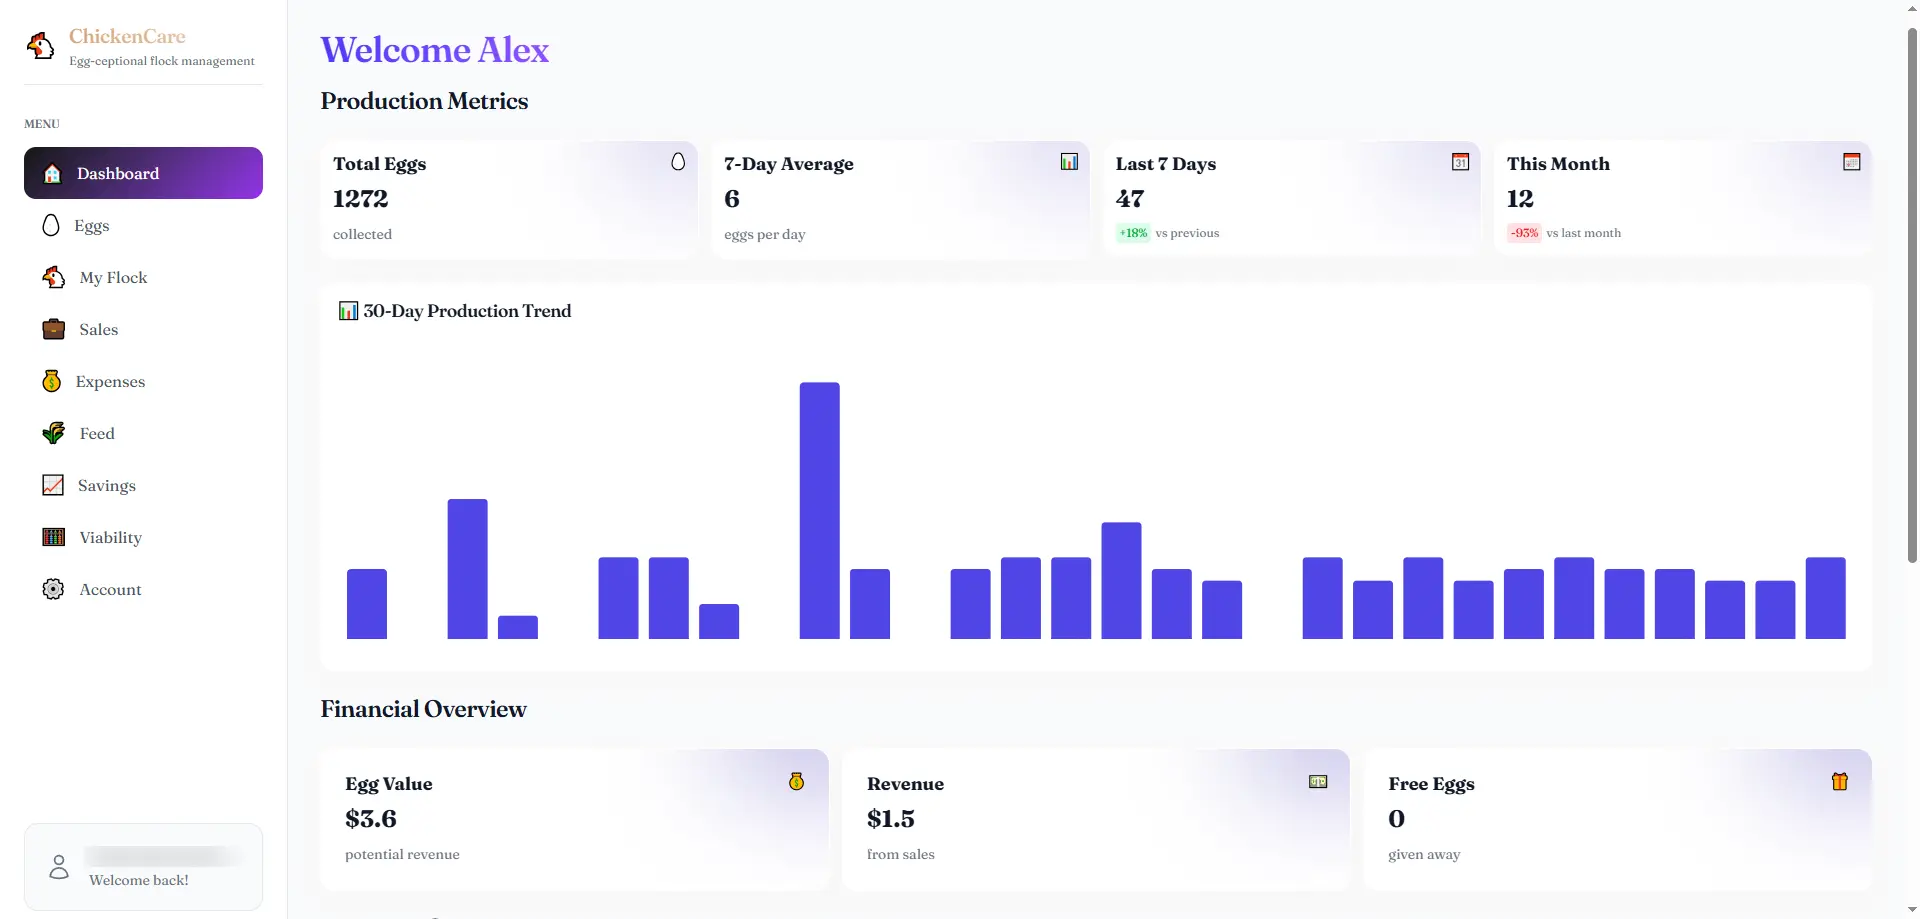 ChickenCare
Egg-ceptional flock management
MENU
Dashboard
Eggs
My Flock
Sales
Expenses
Feed
Savings
Viability
Account
Welcome back!
Welcome Alex
Production Metrics
Total Eggs
1272
collected
7-Day Average
6
eggs per day
Last 7 Days
31
47
+18% vs previous
This Month
12
-93% vs last month
30-Day Production Trend
Financial Overview
Egg Value
$3.6
potential revenue
Revenue
$1.5
from sales
Free Eggs
0
given away